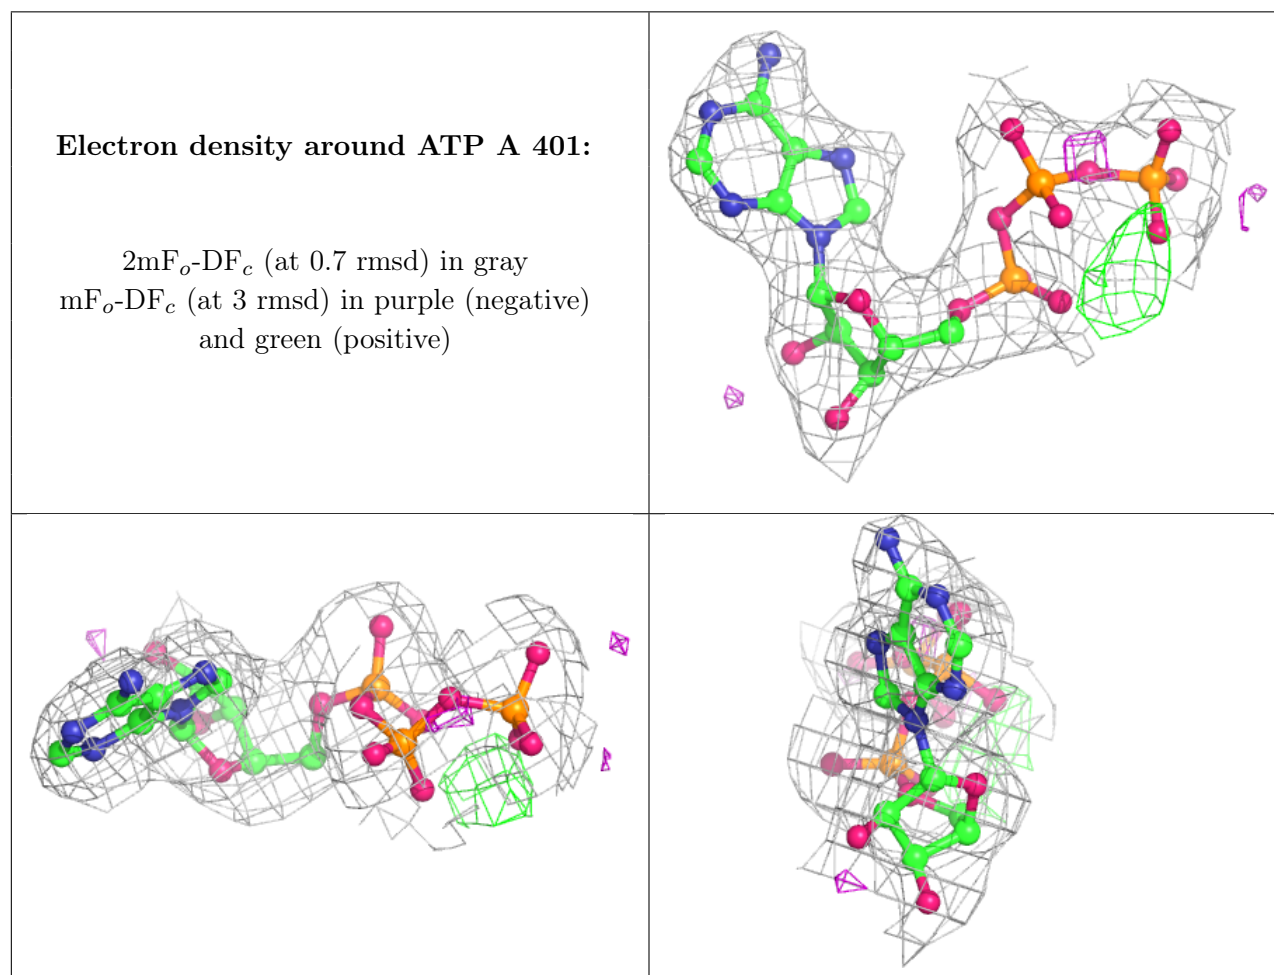 Electron density around ATP A 401:
2mFₒ-DF𝒸 (at 0.7 rmsd) in gray
mFₒ-DF𝒸 (at 3 rmsd) in purple (negative)
and green (positive)